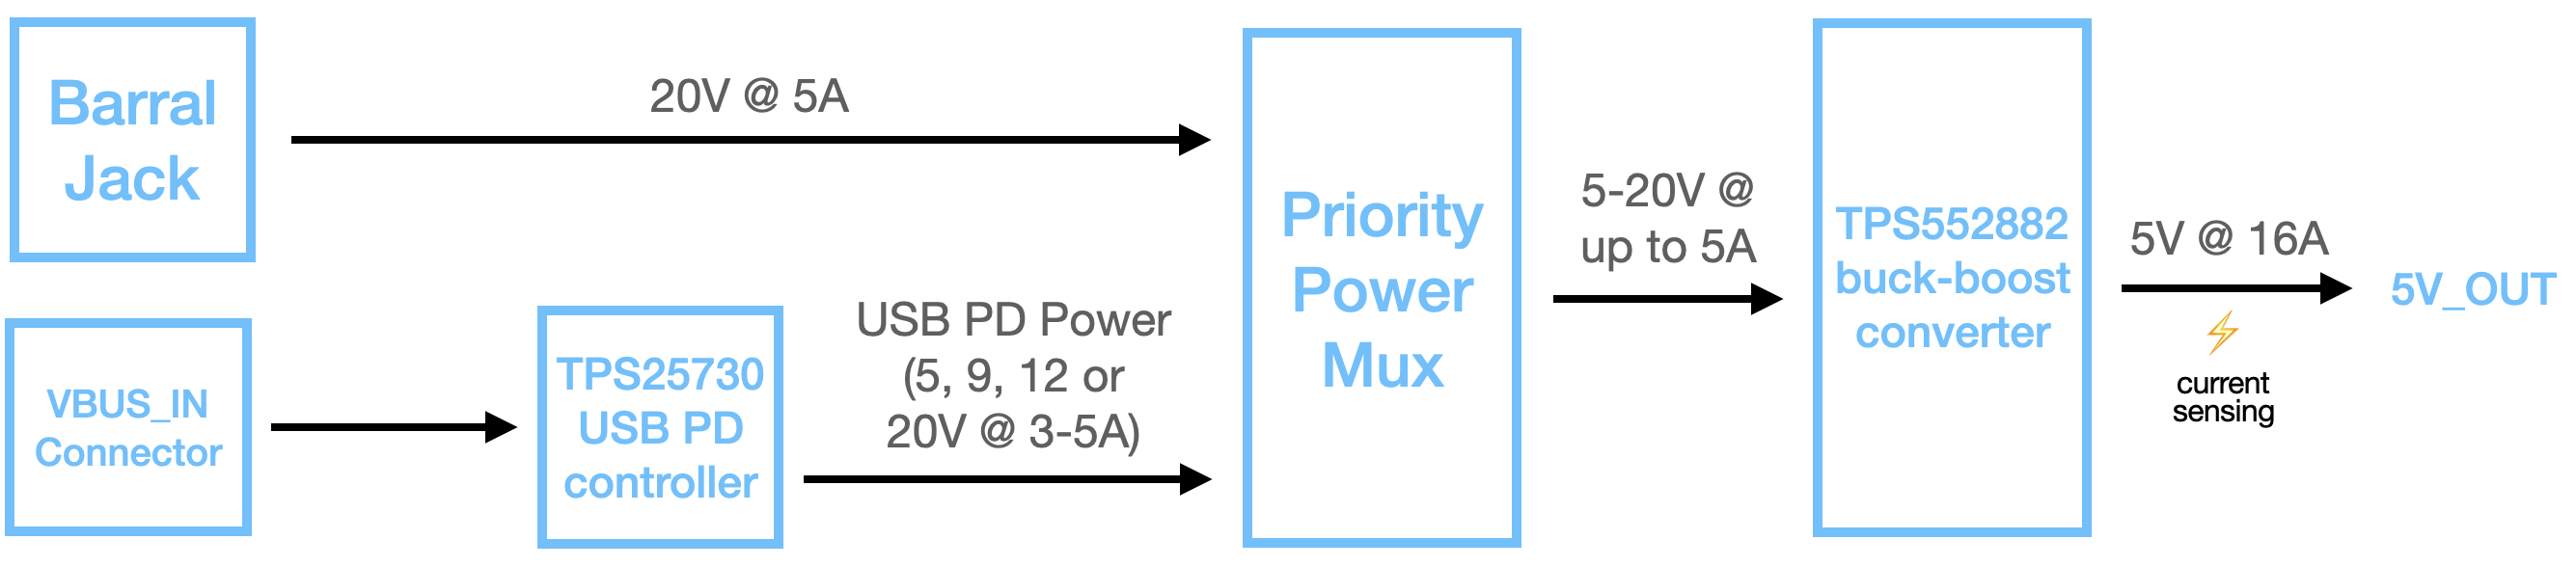 Barral
Jack
20V @ 5A
VBUS_IN
Connector
TPS25730
USB PD
controller
USB PD Power
(5, 9, 12 or
20V @ 3-5A)
Priority
Power
Mux
5-20V @
up to 5A
TPS552882
buck-boost
converter
5V @ 16A
⚡
current
sensing
5V_OUT